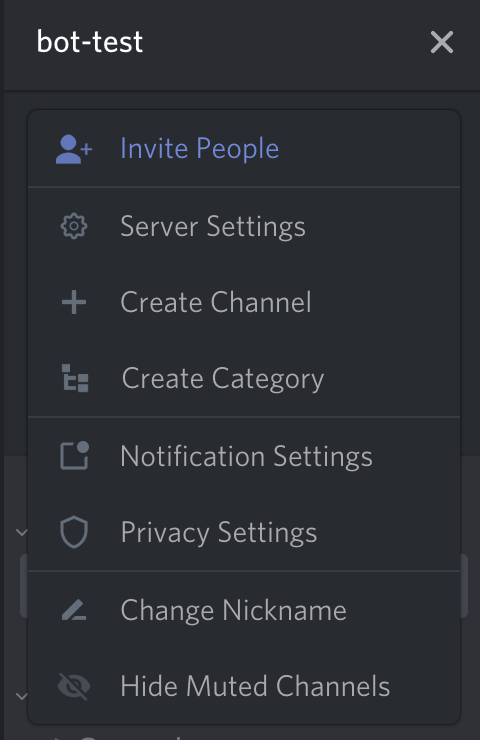 bot-test
Invite People
Server Settings
Create Channel
Create Category
Notification Settings
Privacy Settings
Change Nickname
Hide Muted Channels